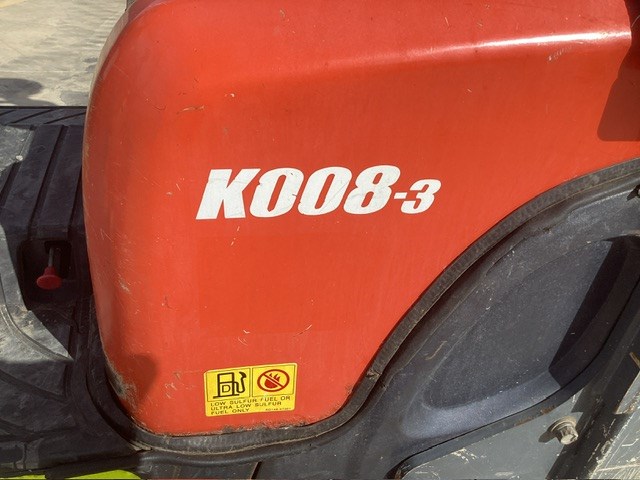 K008-3
LOW SULFUR FUEL OR
ULTRA LOW SULFUR
FUEL ONLY